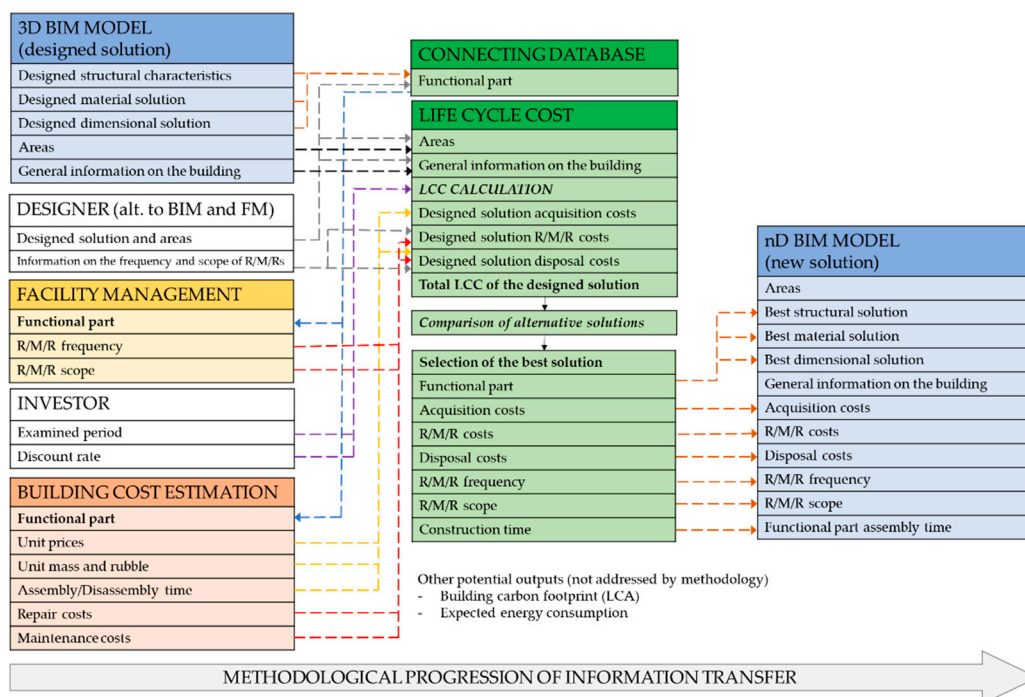 3D BIM MODEL
(designed solution)
Designed structural characteristics
Designed material solution
Designed dimensional solution
Areas
General information on the building
DESIGNER (alt. to BIM and FM)
Designed solution and areas
Information on the frequency and scope of R/M/Rs
FACILITY MANAGEMENT
Functional part
R/M/R frequency
R/M/R scope
INVESTOR
Examined period
Discount rate
BUILDING COST ESTIMATION
Functional part
Unit prices
Unit mass and rubble
Assembly/Disassembly time
Repair costs
Maintenance costs
CONNECTING DATABASE
Functional part
LIFE CYCLE COST
Areas
General information on the building
LCC CALCULATION
Designed solution acquisition costs
Designed solution R/M/R costs
Designed solution disposal costs
Total LCC of the designed solution
Comparison of alternative solutions
Selection of the best solution
Functional part
Acquisition costs
R/M/R costs
Disposal costs
R/M/R frequency
R/M/R scope
Construction time
Other potential outputs (not addressed by methodology)
- Building carbon footprint (LCA)
- Expected energy consumption
nD BIM MODEL
(new solution)
Areas
Best structural solution
Best material solution
Best dimensional solution
General information on the building
Acquisition costs
R/M/R costs
Disposal costs
R/M/R frequency
R/M/R scope
Functional part assembly time
METHODOLOGICAL PROGRESSION OF INFORMATION TRANSFER